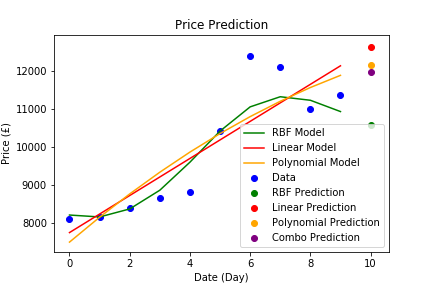 Price Prediction
Price (£)
12000
11000
10000
9000
8000
RBF Model
Linear Model
Polynomial Model
Data
RBF Prediction
Linear Prediction
Polynomial Prediction
Combo Prediction
0
2
4
6
8
10
Date (Day)